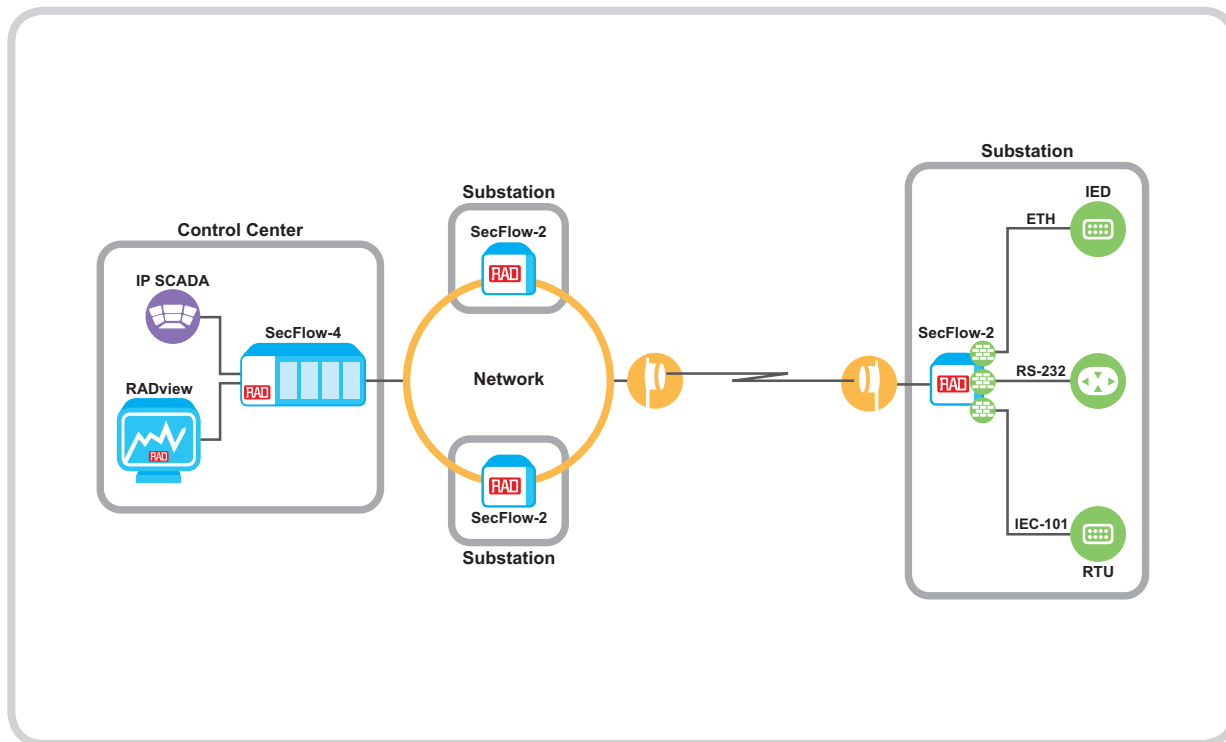 Control Center
IP SCADA
SecFlow-4
RAD
RADview
RAD
Substation
SecFlow-2
RAD
Network
RAD
SecFlow-2
Substation
Substation
IED
ETH
SecFlow-2
RAD
RS-232
IEC-101
RTU